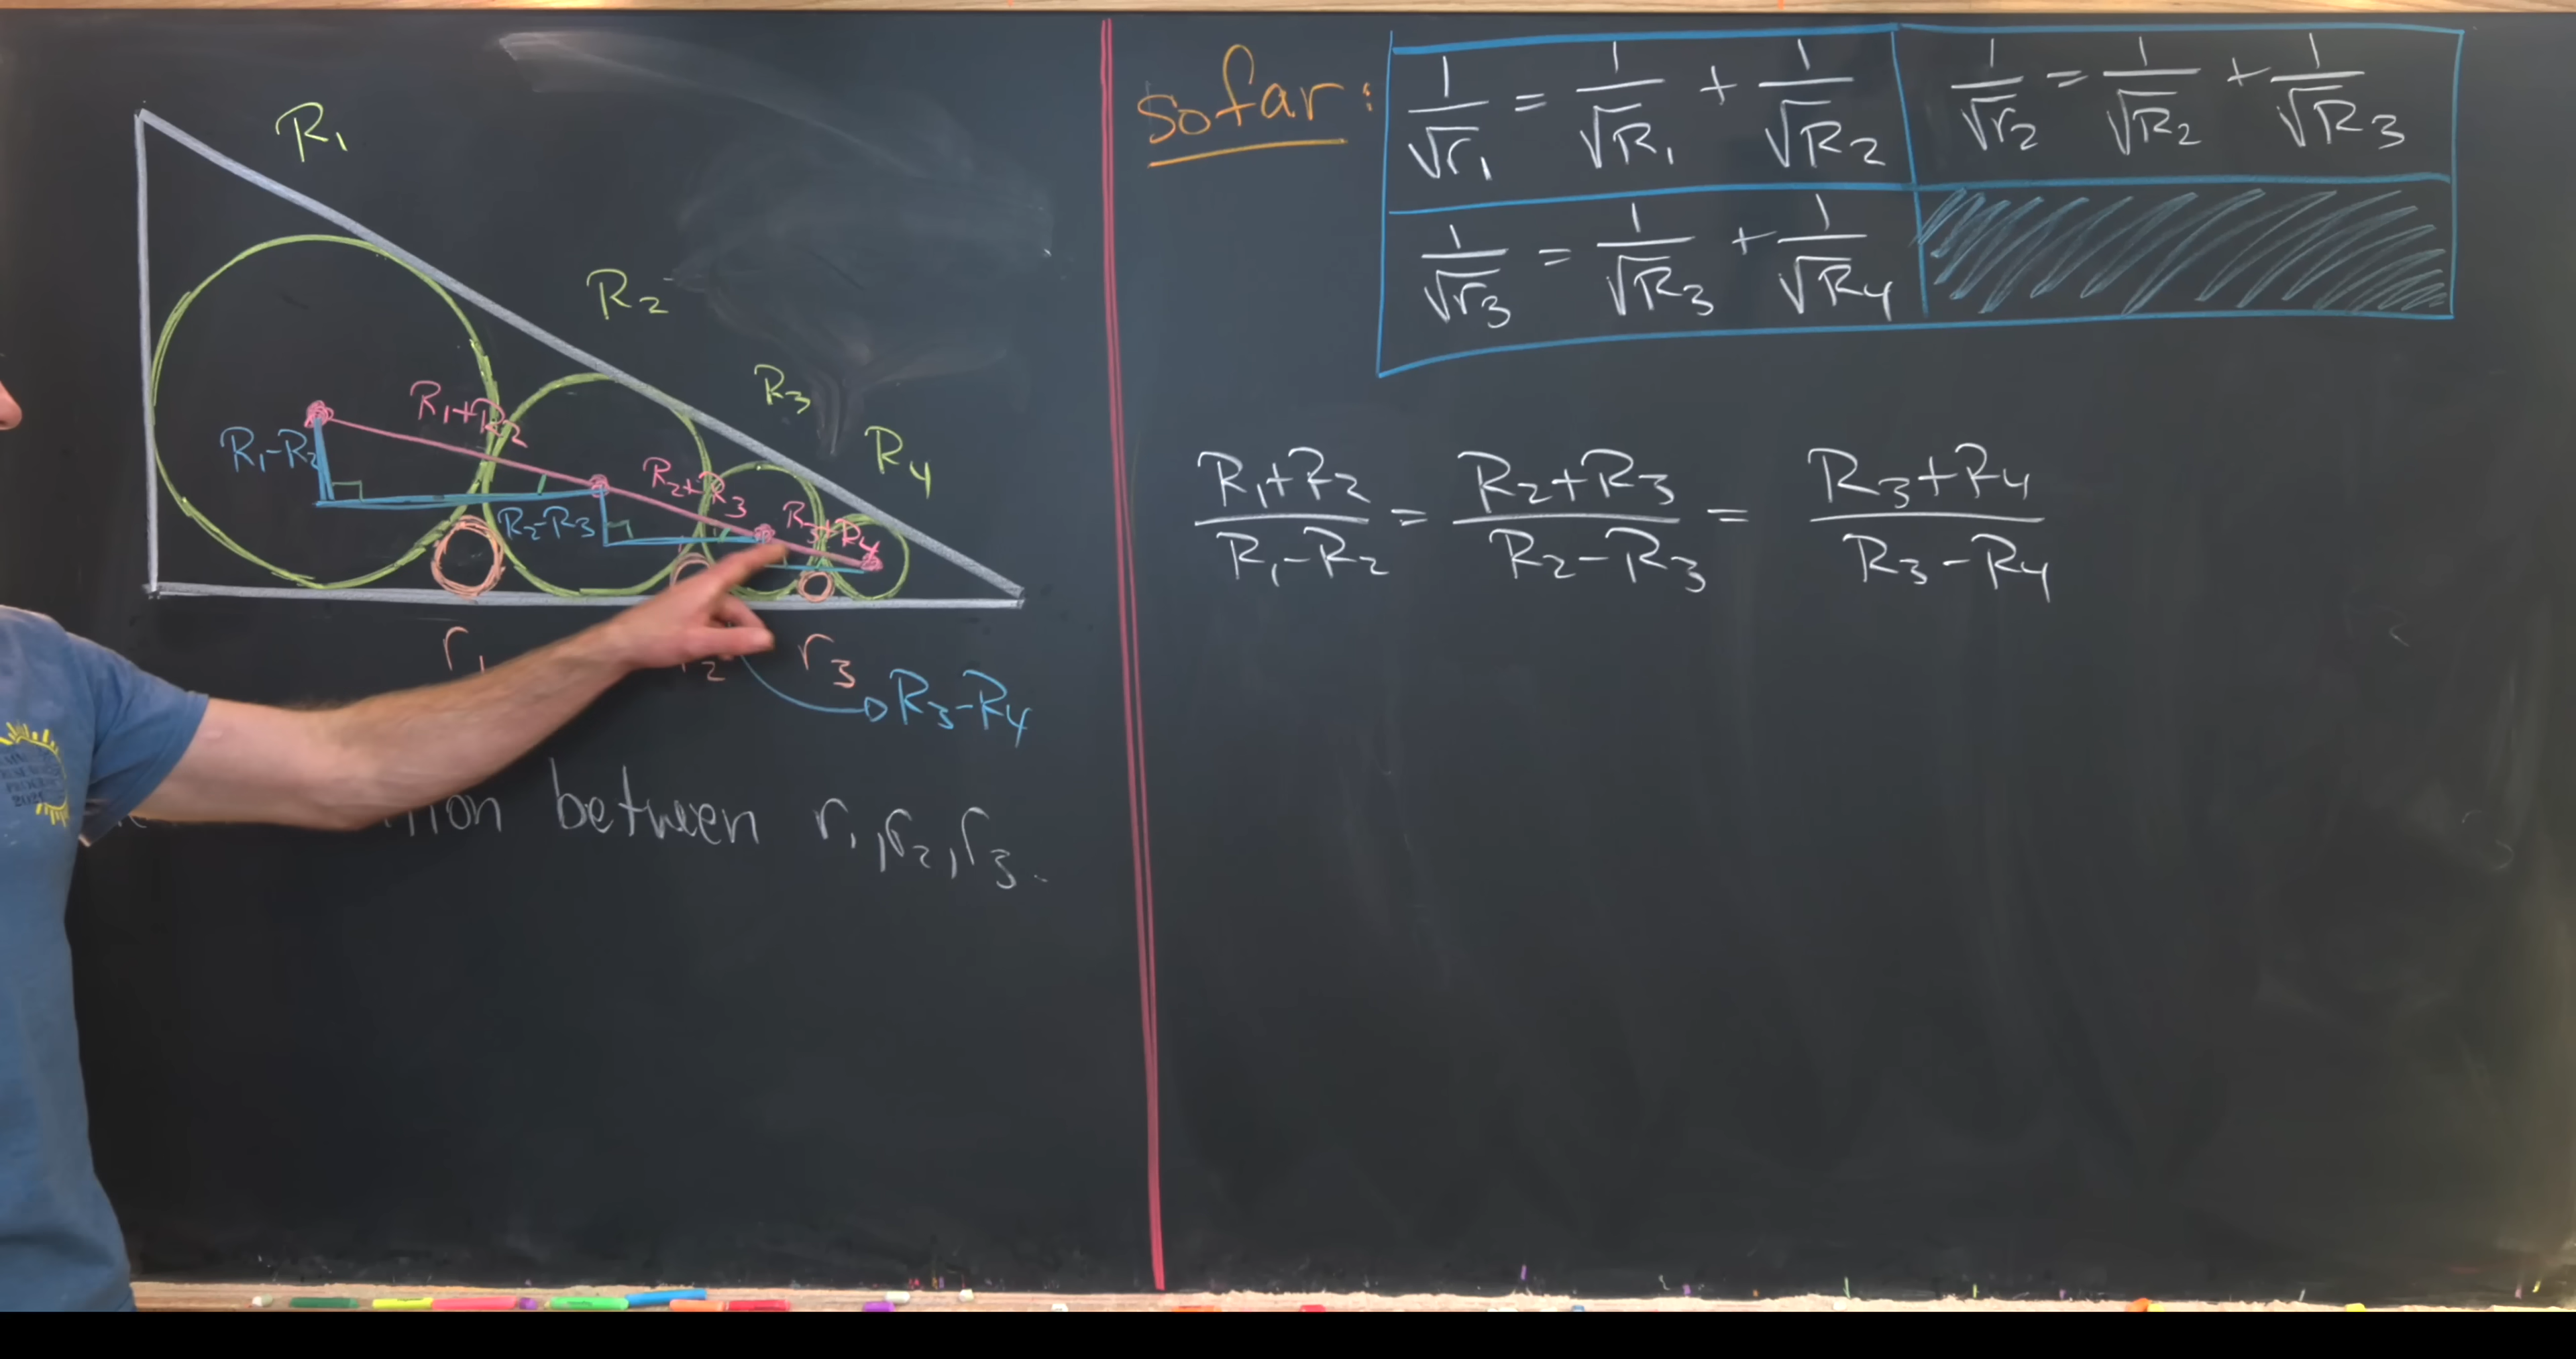 R₁
R₂
R₃
R₄
R₁+R₂
R₁-R₂
R₂+R₃
R₂-R₃
R₃+R₄
r₁
r₂
r₃
R₃-R₄
between r₁,r₂,r₃.
so far:
1/√r₁ = 1/√R₁ + 1/√R₂
1/√r₂ = 1/√R₂ + 1/√R₃
1/√r₃ = 1/√R₃ + 1/√R₄
(R₁+R₂)/(R₁-R₂) = (R₂+R₃)/(R₂-R₃) = (R₃+R₄)/(R₃-R₄)